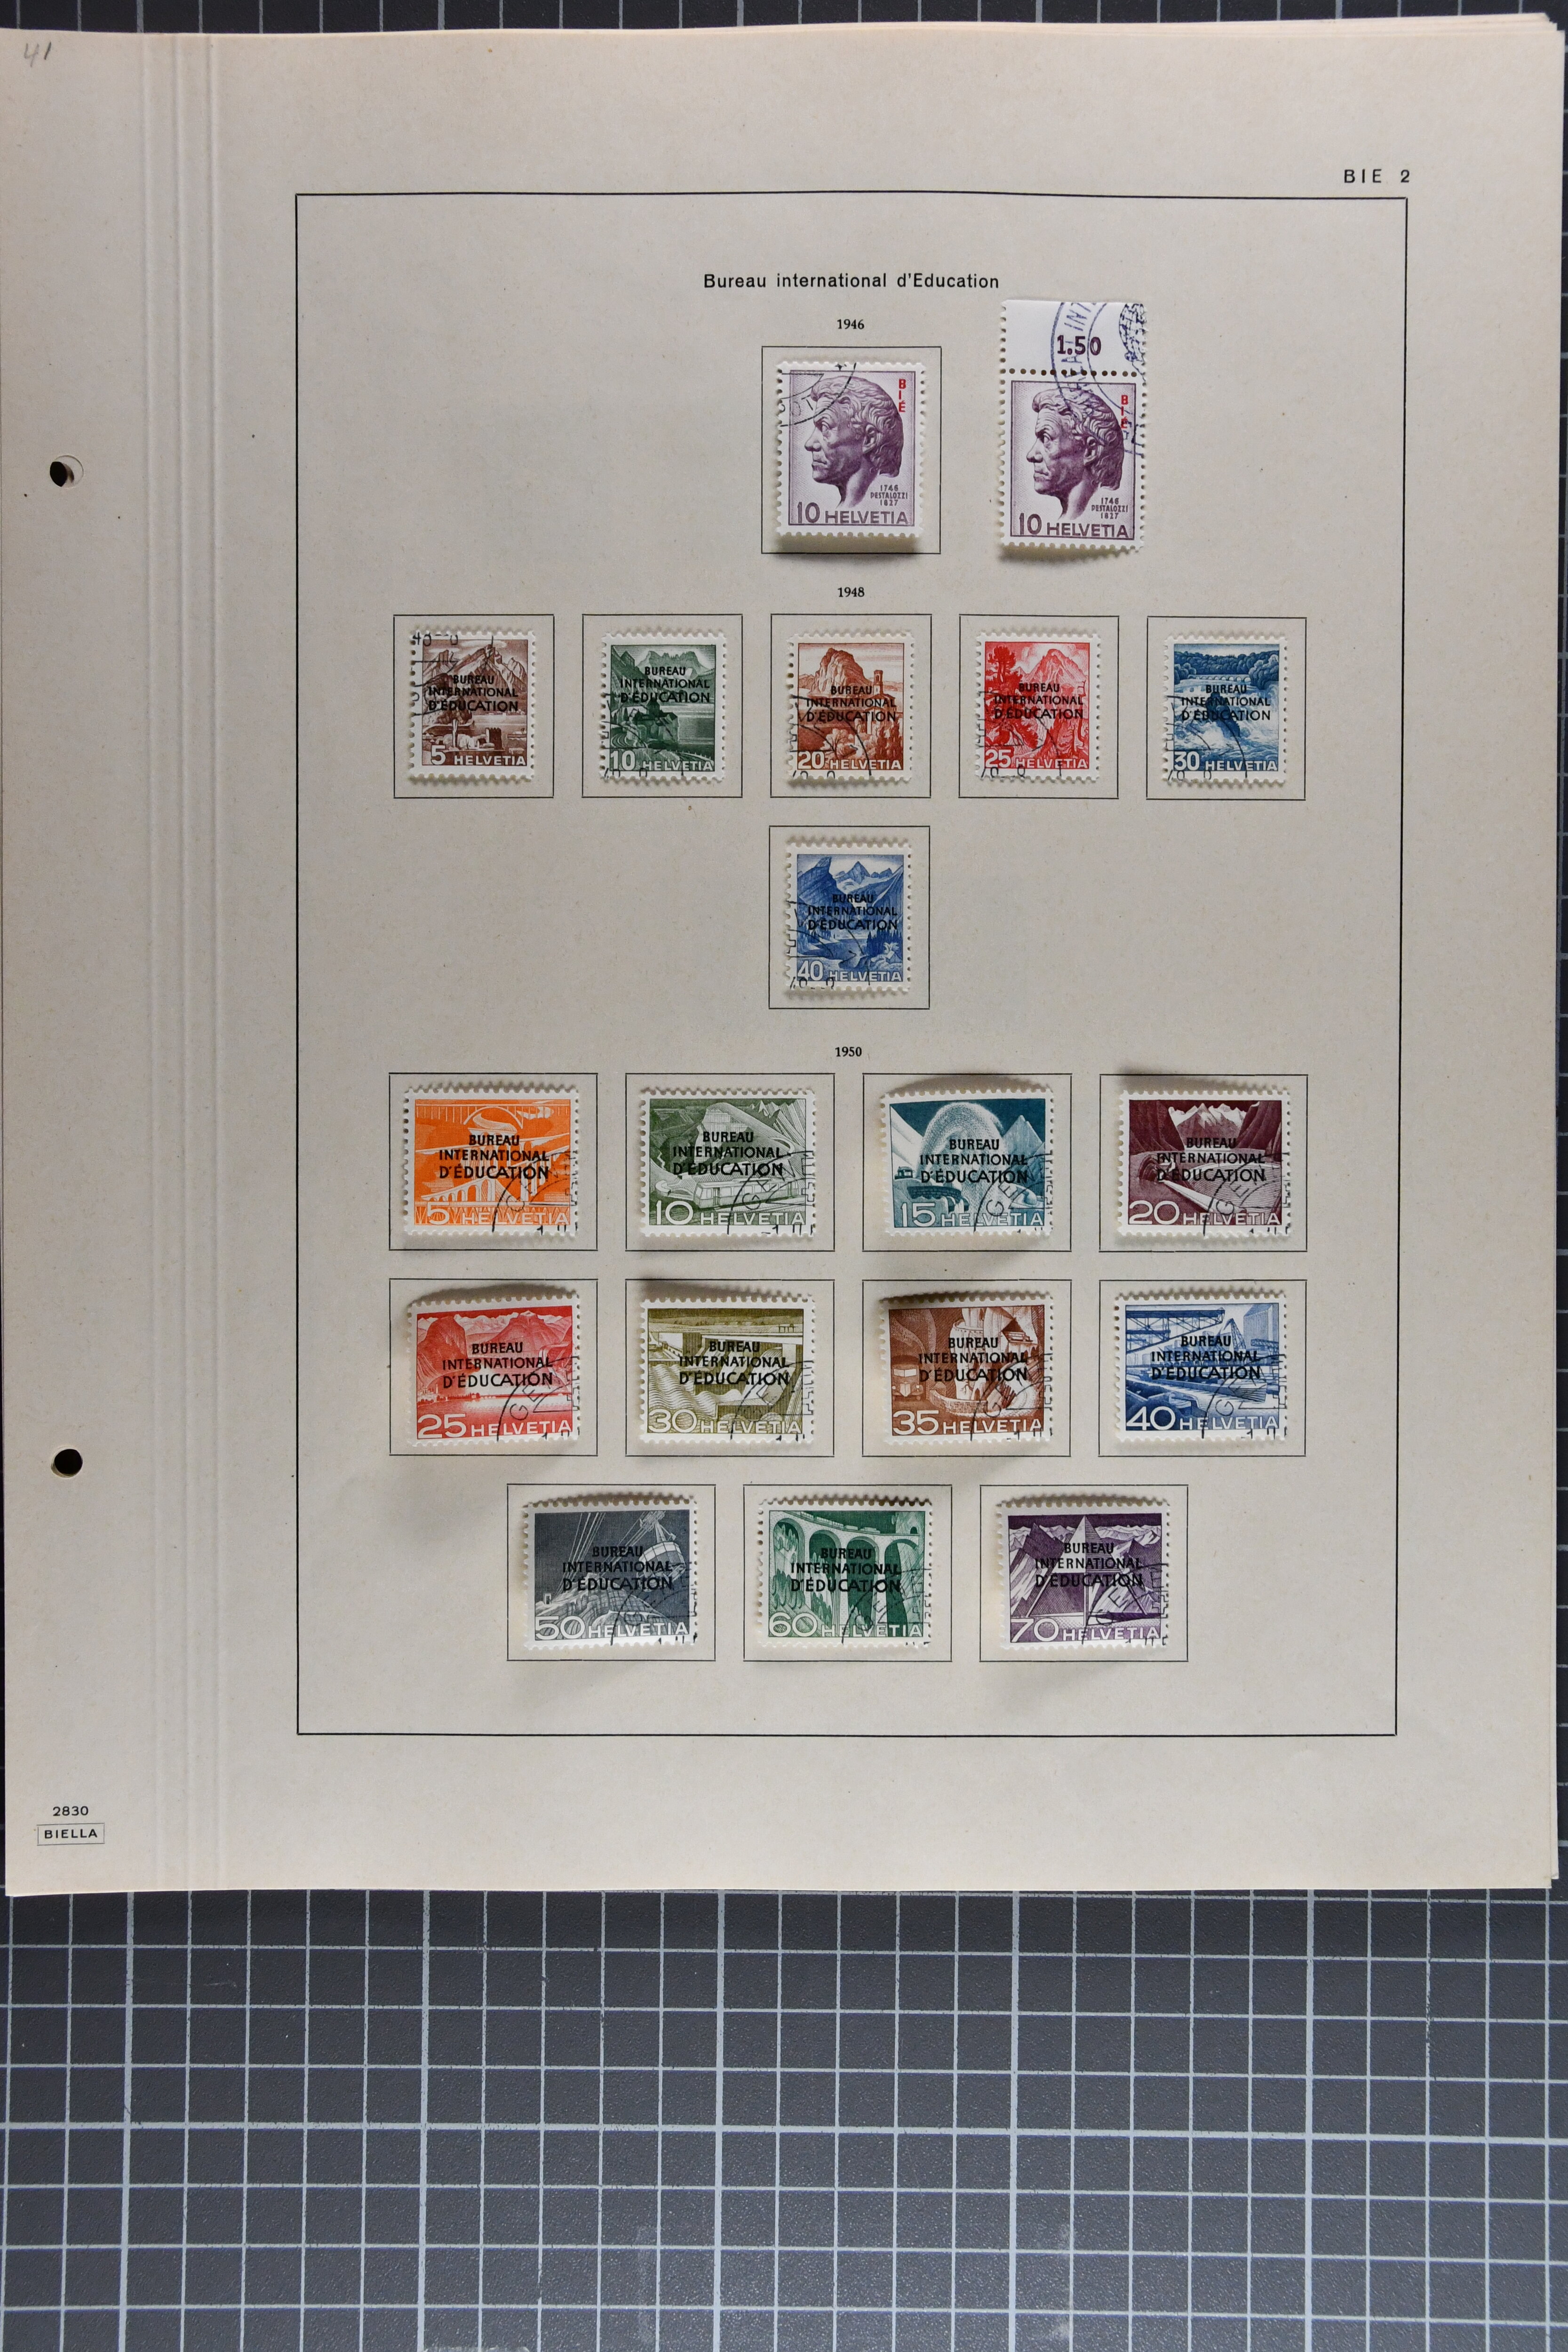 41
BIE 2
Bureau international d'Education
1946
1.50
BIÉ
1746
PESTALOZZI
1827
10 HELVETIA
BIÉ
1746
PESTALOZZI
1827
10 HELVETIA
1948
BUREAU
INTERNATIONAL
D'ÉDUCATION
5 HELVETIA
BUREAU
INTERNATIONAL
D'ÉDUCATION
10 HELVETIA
BUREAU
INTERNATIONAL
D'ÉDUCATION
20 HELVETIA
BUREAU
INTERNATIONAL
D'ÉDUCATION
25 HELVETIA
BUREAU
INTERNATIONAL
D'ÉDUCATION
30 HELVETIA
BUREAU
INTERNATIONAL
D'ÉDUCATION
40 HELVETIA
1950
BUREAU
INTERNATIONAL
D'ÉDUCATION
5 HELVETIA
BUREAU
INTERNATIONAL
D'ÉDUCATION
10 HELVETIA
BUREAU
INTERNATIONAL
D'ÉDUCATION
15 HELVETIA
BUREAU
INTERNATIONAL
D'ÉDUCATION
20 HELVETIA
BUREAU
INTERNATIONAL
D'ÉDUCATION
25 HELVETIA
BUREAU
INTERNATIONAL
D'ÉDUCATION
30 HELVETIA
BUREAU
INTERNATIONAL
D'ÉDUCATION
35 HELVETIA
BUREAU
INTERNATIONAL
D'ÉDUCATION
40 HELVETIA
BUREAU
INTERNATIONAL
D'ÉDUCATION
50 HELVETIA
BUREAU
INTERNATIONAL
D'ÉDUCATION
60 HELVETIA
BUREAU
INTERNATIONAL
D'ÉDUCATION
70 HELVETIA
2830
BIELLA